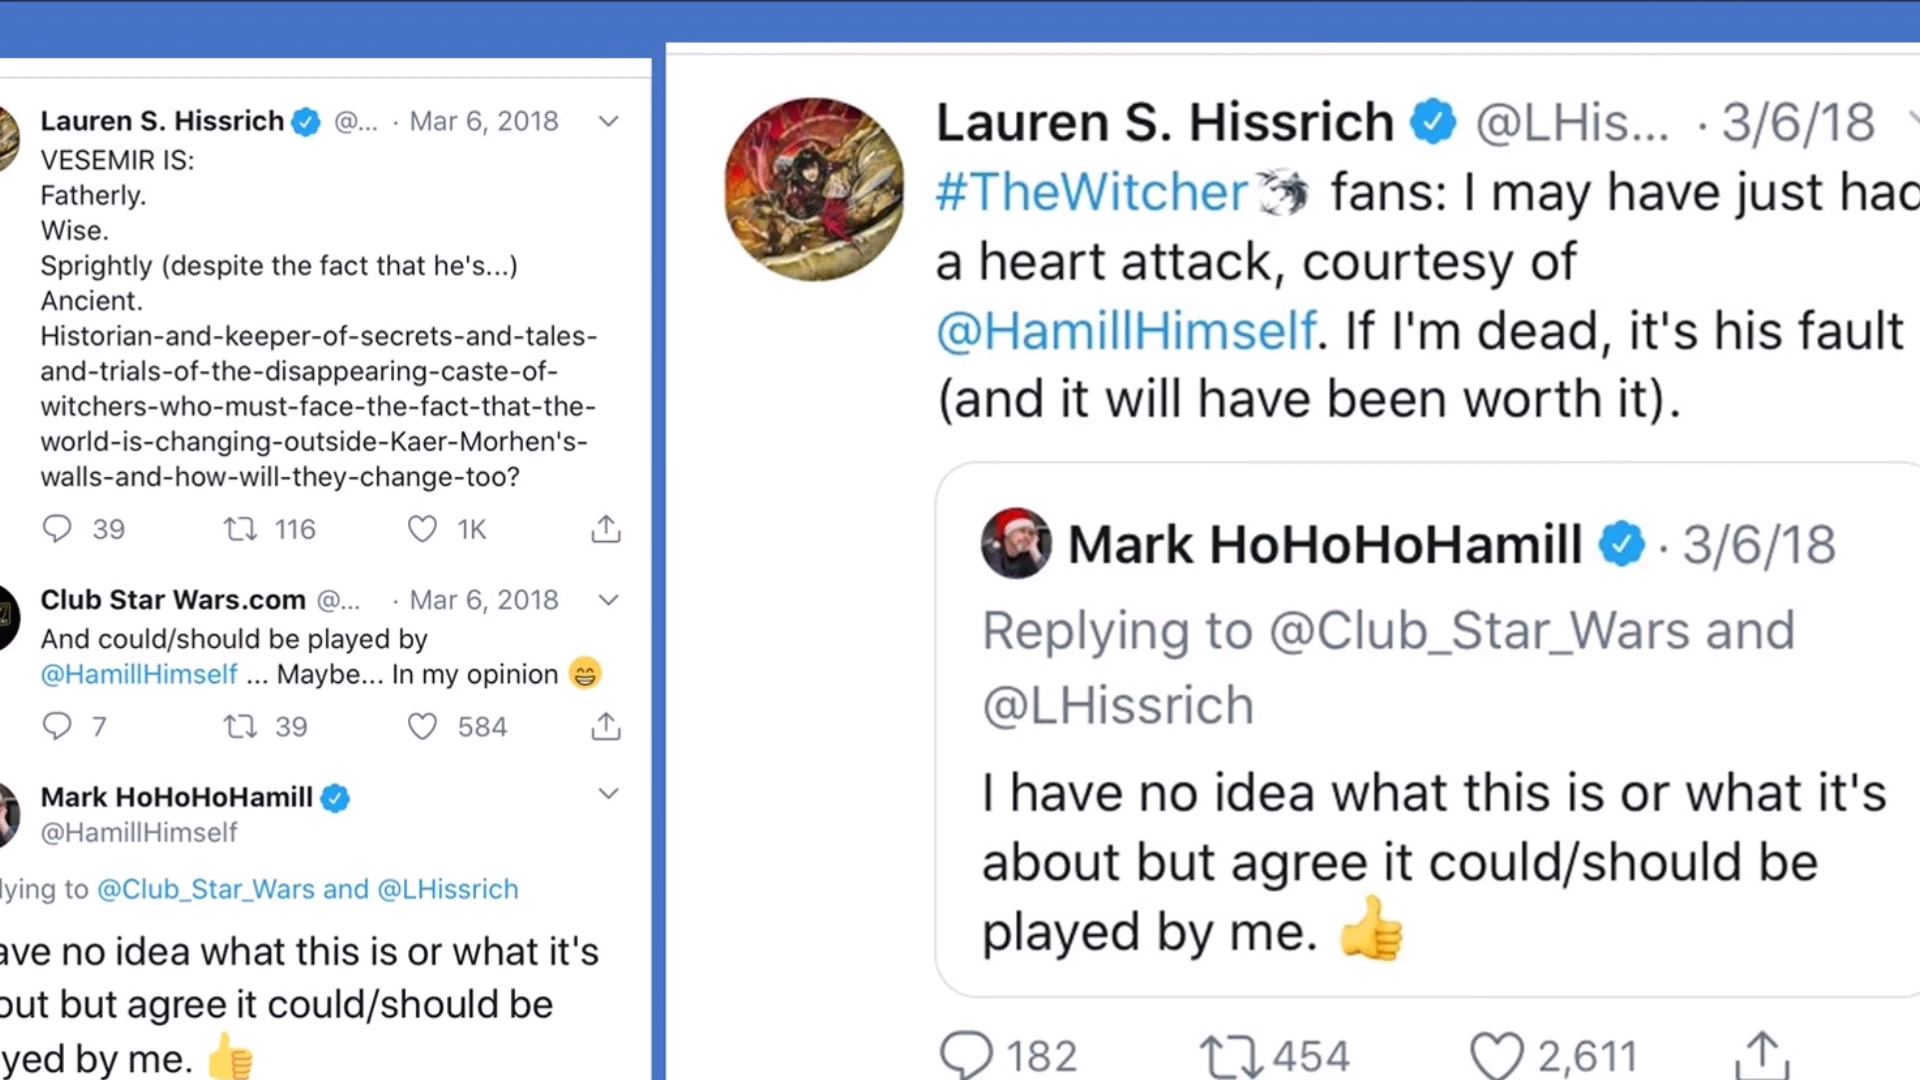 Lauren S. Hissrich @... · Mar 6, 2018
VESEMIR IS:
Fatherly.
Wise.
Sprightly (despite the fact that he's...)
Ancient.
Historian-and-keeper-of-secrets-and-tales-
and-trials-of-the-disappearing-caste-of-
witchers-who-must-face-the-fact-that-the-
world-is-changing-outside-Kaer-Morhen's-
walls-and-how-will-they-change-too?
39 116 1K
Club Star Wars.com @... · Mar 6, 2018
And could/should be played by
@HamillHimself ... Maybe... In my opinion 😁
7 39 584
Mark HoHoHoHamill
@HamillHimself
lying to @Club_Star_Wars and @LHissrich
ave no idea what this is or what it's
out but agree it could/should be
yed by me. 👍
Lauren S. Hissrich @LHis... · 3/6/18
#TheWitcher fans: I may have just had
a heart attack, courtesy of
@HamillHimself. If I'm dead, it's his fault
(and it will have been worth it).
Mark HoHoHoHamill · 3/6/18
Replying to @Club_Star_Wars and
@LHissrich
I have no idea what this is or what it's
about but agree it could/should be
played by me. 👍
182 454 2,611